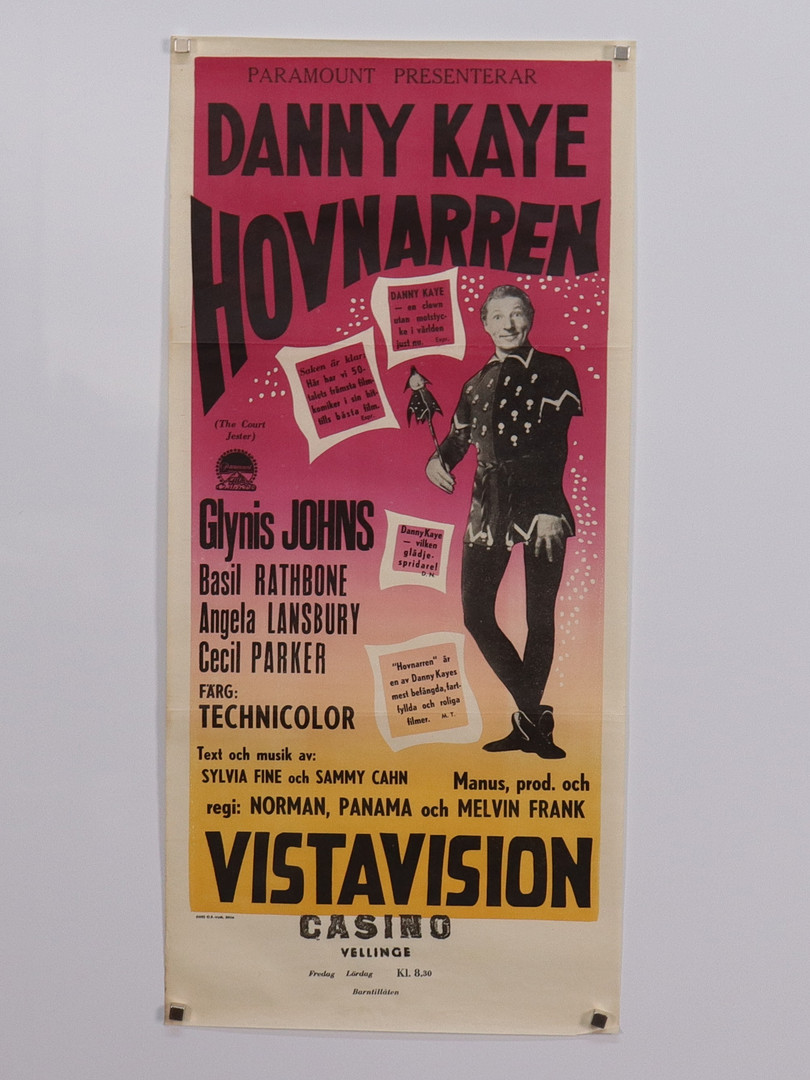 PARAMOUNT PRESENTERAR
DANNY KAYE
HOVNARREN
DANNY KAYE
— en clown
utan motstyc-
ke i världen
just nu. Expr.
Saken är klar:
Här har vi 50-
talets främsta film-
komiker i sin hit-
tills bästa film.
Expr.
(The Court
Jester)
Paramount
Glynis JOHNS
Basil RATHBONE
Angela LANSBURY
Cecil PARKER
FÄRG:
TECHNICOLOR
Danny Kaye
— vilken
glädje-
spridare!
D. N.
"Hovnarren" är
en av Danny Kayes
mest befängda, fart-
fyllda och roliga
filmer. M. T.
Text och musik av:
SYLVIA FINE och SAMMY CAHN
Manus, prod. och
regi: NORMAN, PANAMA och MELVIN FRANK
VISTAVISION
CASINO
VELLINGE
Fredag Lördag Kl. 8,30
Barntillåten